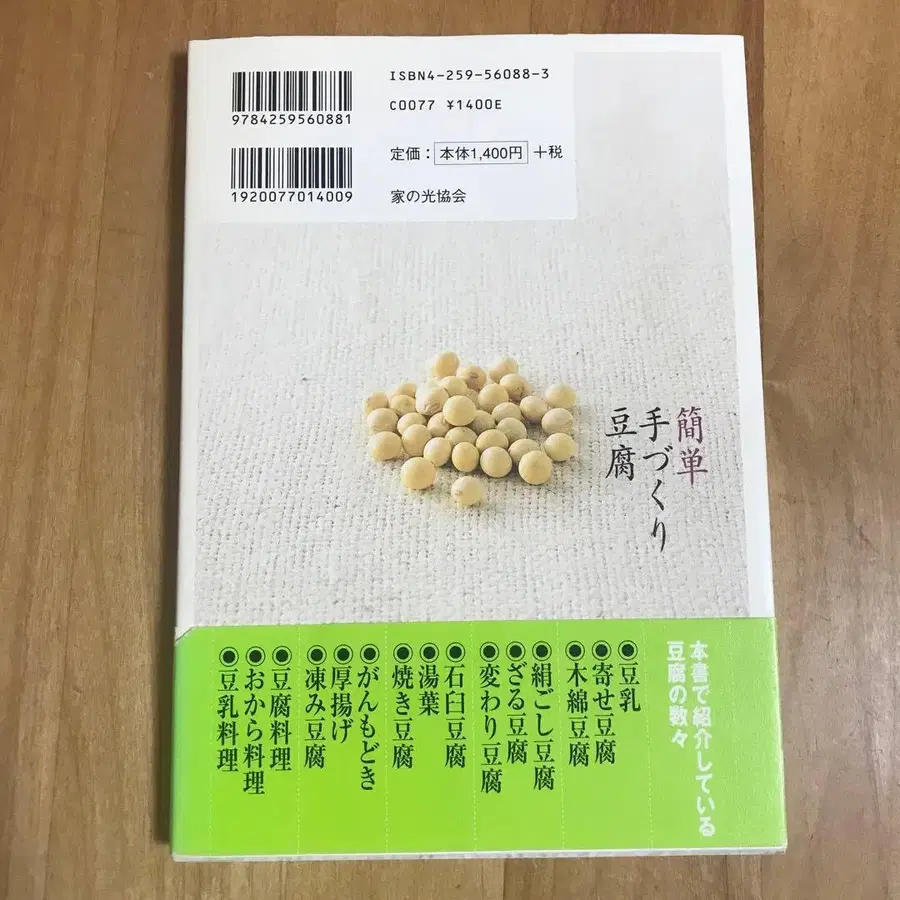 ISBN4-259-56088-3
C0077 ¥1400E
9784259560881
定価：本体1,400円＋税
1920077014009
家の光協会
簡単
手づくり
豆腐
本書で紹介している
豆腐の数々
◉豆乳
◉寄せ豆腐
◉木綿豆腐
◉絹ごし豆腐
◉ざる豆腐
◉変わり豆腐
◉石臼豆腐
◉湯葉
◉焼き豆腐
◉がんもどき
◉厚揚げ
◉凍み豆腐
◉豆腐料理
◉おから料理
◉豆乳料理